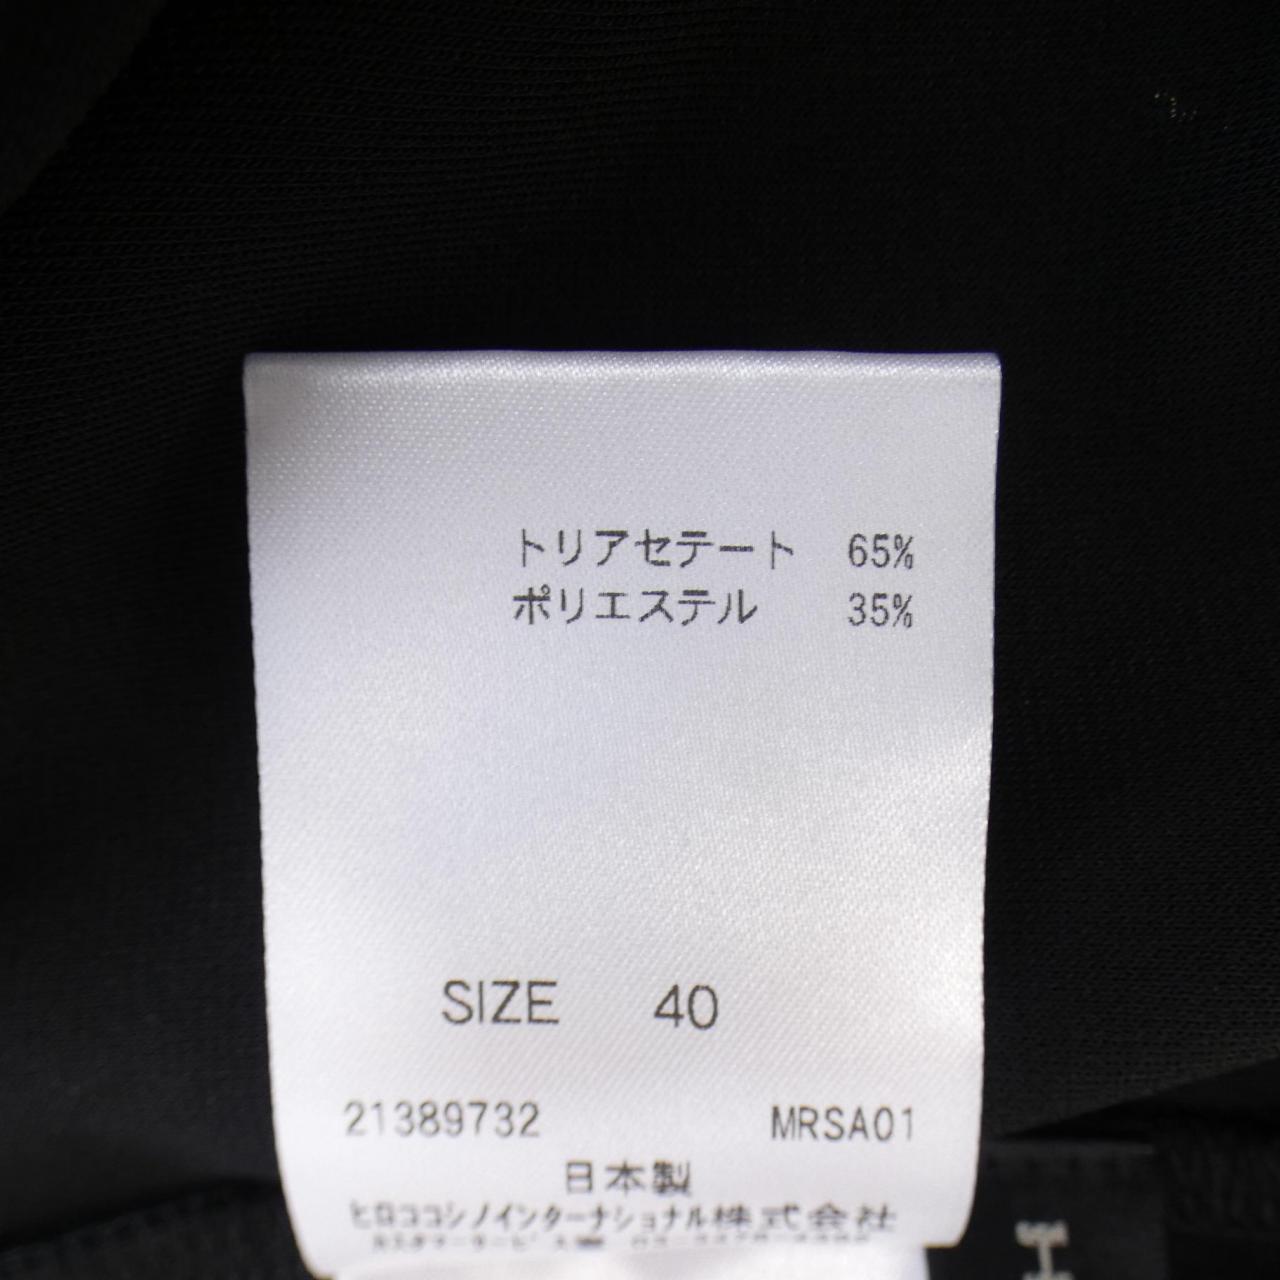 トリアセテート 65%
ポリエステル 35%
SIZE 40
21389732 MRSA01
日本製
ヒロココシノインターナショナル株式会社
H